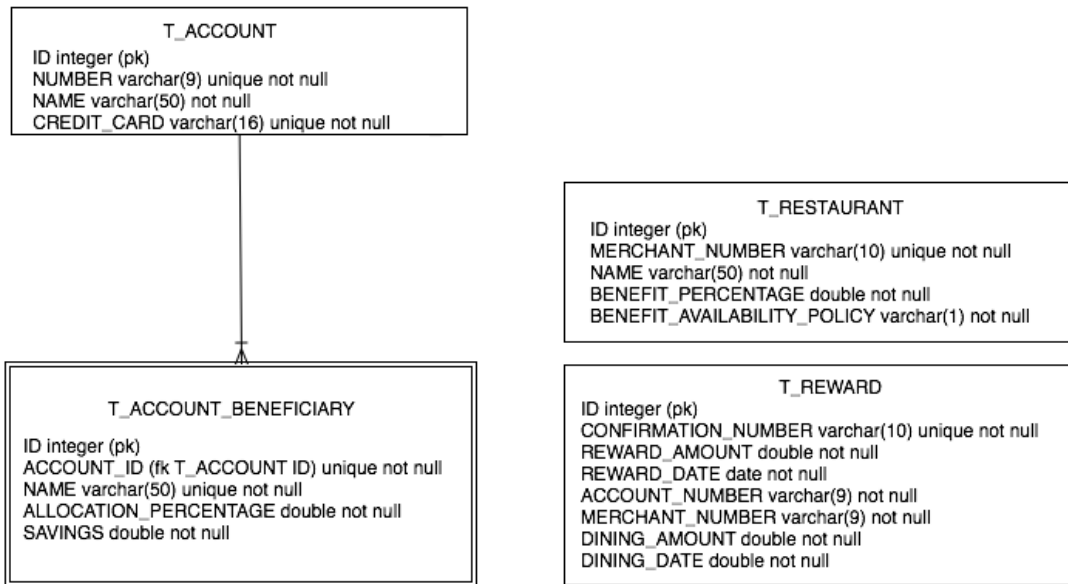 T_ACCOUNT
ID integer (pk)
NUMBER varchar(9) unique not null
NAME varchar(50) not null
CREDIT_CARD varchar(16) unique not null
T_RESTAURANT
ID integer (pk)
MERCHANT_NUMBER varchar(10) unique not null
NAME varchar(50) not null
BENEFIT_PERCENTAGE double not null
BENEFIT_AVAILABILITY_POLICY varchar(1) not null
T_ACCOUNT_BENEFICIARY
ID integer (pk)
ACCOUNT_ID (fk T_ACCOUNT ID) unique not null
NAME varchar(50) unique not null
ALLOCATION_PERCENTAGE double not null
SAVINGS double not null
T_REWARD
ID integer (pk)
CONFIRMATION_NUMBER varchar(10) unique not null
REWARD_AMOUNT double not null
REWARD_DATE date not null
ACCOUNT_NUMBER varchar(9) not null
MERCHANT_NUMBER varchar(9) not null
DINING_AMOUNT double not null
DINING_DATE double not null